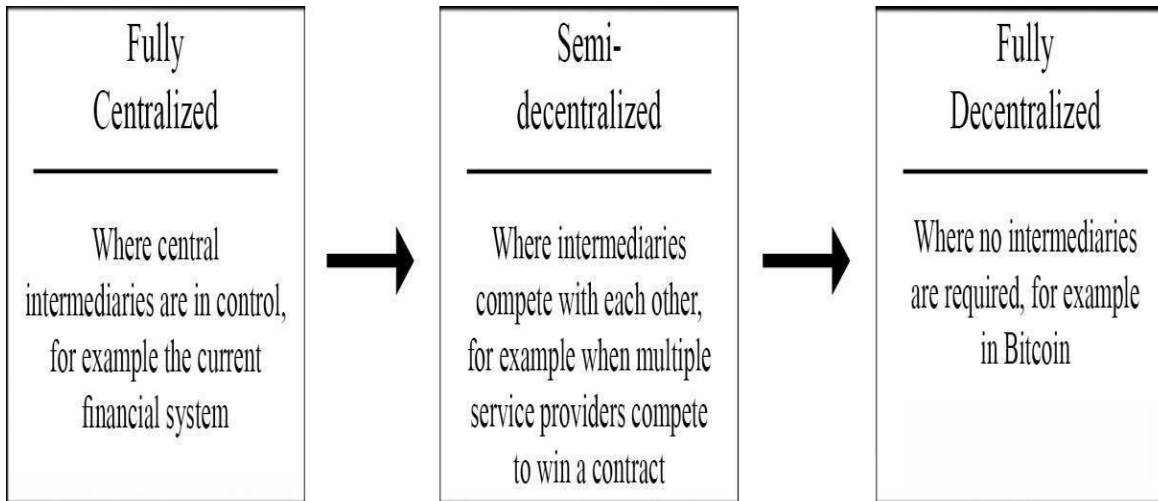 Fully
Centralized
Where central
intermediaries are in control,
for example the current
financial system
Semi-
decentralized
Where intermediaries
compete with each other,
for example when multiple
service providers compete
to win a contract
Fully
Decentralized
Where no intermediaries
are required, for example
in Bitcoin